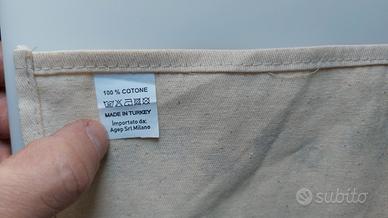 100 % COTONE
MADE IN TURKEY
Importato da:
Agep Srl Milano
subito